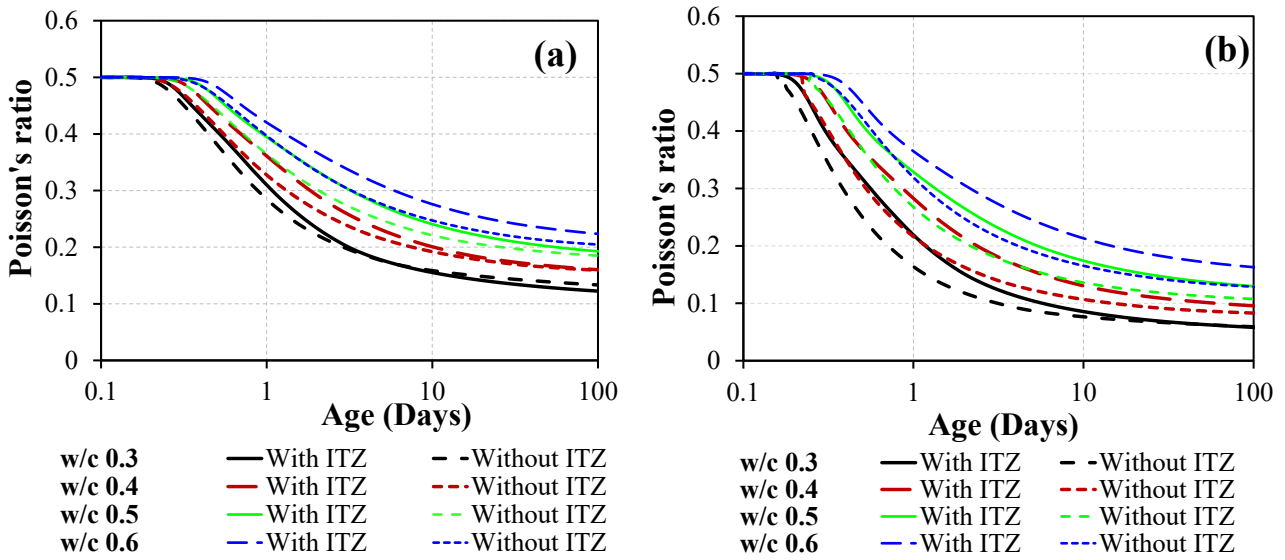 0.6
0.5
0.4
0.3
0.2
0.1
0
Poisson's ratio
(a)
0.1 1 10 100
Age (Days)
w/c 0.3 With ITZ Without ITZ
w/c 0.4 With ITZ Without ITZ
w/c 0.5 With ITZ Without ITZ
w/c 0.6 With ITZ Without ITZ
0.6
0.5
0.4
0.3
0.2
0.1
0
Poisson's ratio
(b)
0.1 1 10 100
Age (Days)
w/c 0.3 With ITZ Without ITZ
w/c 0.4 With ITZ Without ITZ
w/c 0.5 With ITZ Without ITZ
w/c 0.6 With ITZ Without ITZ